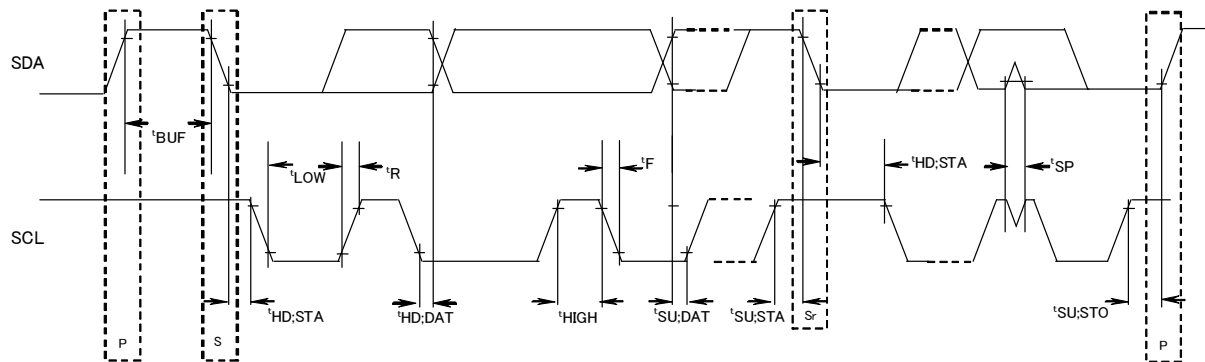 SDA
tBUF
tLOW
tR
tF
tHD;STA
tSP
SCL
tHD;STA
tHD;DAT
tHIGH
tSU;DAT
tSU;STA
Sr
tSU;STO
P
S
P